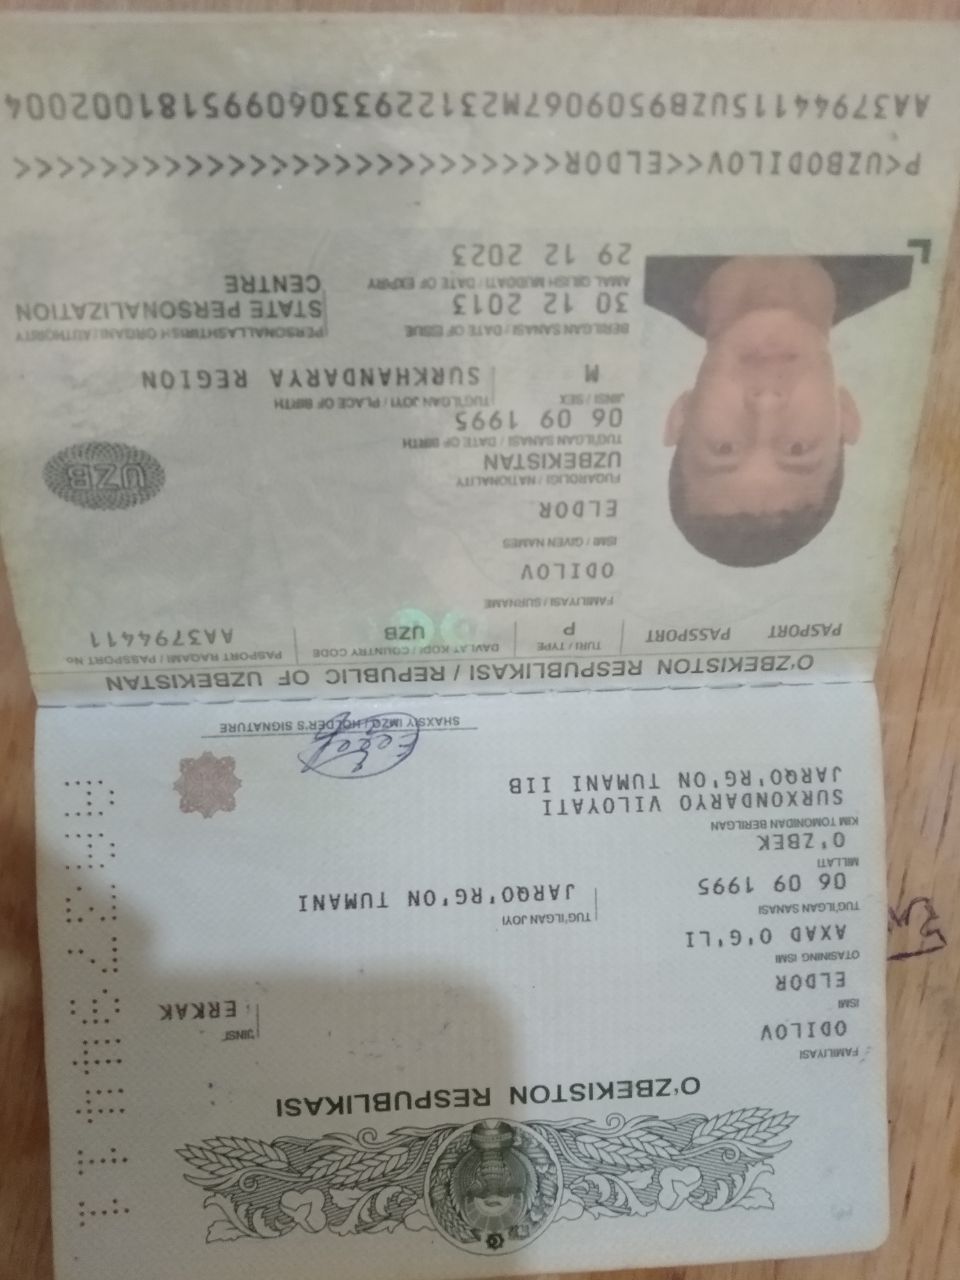 O'ZBEKISTON RESPUBLIKASI
FAMILIYASI
ODILOV
ISMI
ELDOR
JINSI
ERKAK
OTASINING ISMI
AXAD O'G'LI
TUG'ILGAN SANASI
06 09 1995
TUG'ILGAN JOYI
JARQO'RG'ON TUMANI
MILLATI
O'ZBEK
KIM TOMONIDAN BERILGAN
SURXONDARYO VILOYATI
JARQO'RG'ON TUMANI IIB
SHAXSIY IMZO / HOLDER'S SIGNATURE
O'ZBEKISTON RESPUBLIKASI / REPUBLIC OF UZBEKISTAN
PASPORT PASSPORT
TURI / TYPE
P
DAVLAT KODI / COUNTRY CODE
UZB
PASPORT RAQAMI / PASSPORT No
AA3794411
FAMILIYASI / SURNAME
ODILOV
ISMI / GIVEN NAMES
ELDOR
FUQAROLIGI / NATIONALITY
UZBEKISTAN
TUG'ILGAN SANASI / DATE OF BIRTH
06 09 1995
UZB
JINSI / SEX
M
TUG'ILGAN JOYI / PLACE OF BIRTH
SURKHANDARYA REGION
BERILGAN SANASI / DATE OF ISSUE
30 12 2013
PERSONALLASHTIRISH ORGANI / AUTHORITY
STATE PERSONALIZATION
CENTRE
AMAL QILISH MUDDATI / DATE OF EXPIRY
29 12 2023
P<UZBODILOV<<ELDOR<<<<<<<<<<<<<<<<<<<<<<<<<<
AA37944115UZB9509067M23122933060995181002004